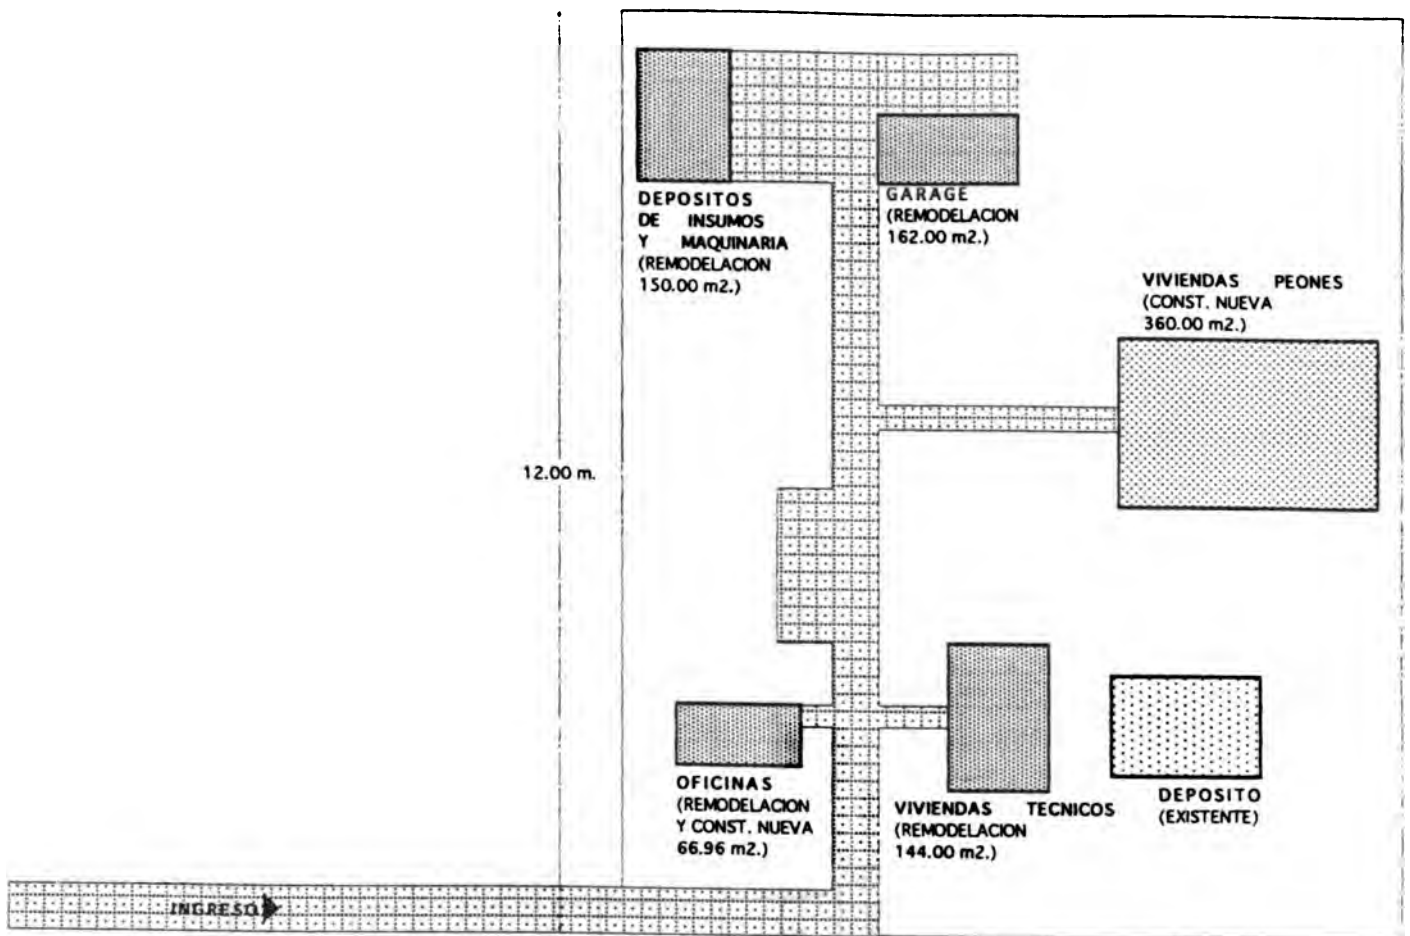 DEPOSITOS
DE INSUMOS
Y MAQUINARIA
(REMODELACION
150.00 m2.)
GARAGE
(REMODELACION
162.00 m2.)
VIVIENDAS PEONES
(CONST. NUEVA
360.00 m2.)
12.00 m.
OFICINAS
(REMODELACION
Y CONST. NUEVA
66.96 m2.)
VIVIENDAS TECNICOS
(REMODELACION
144.00 m2.)
DEPOSITO
(EXISTENTE)
INGRESO